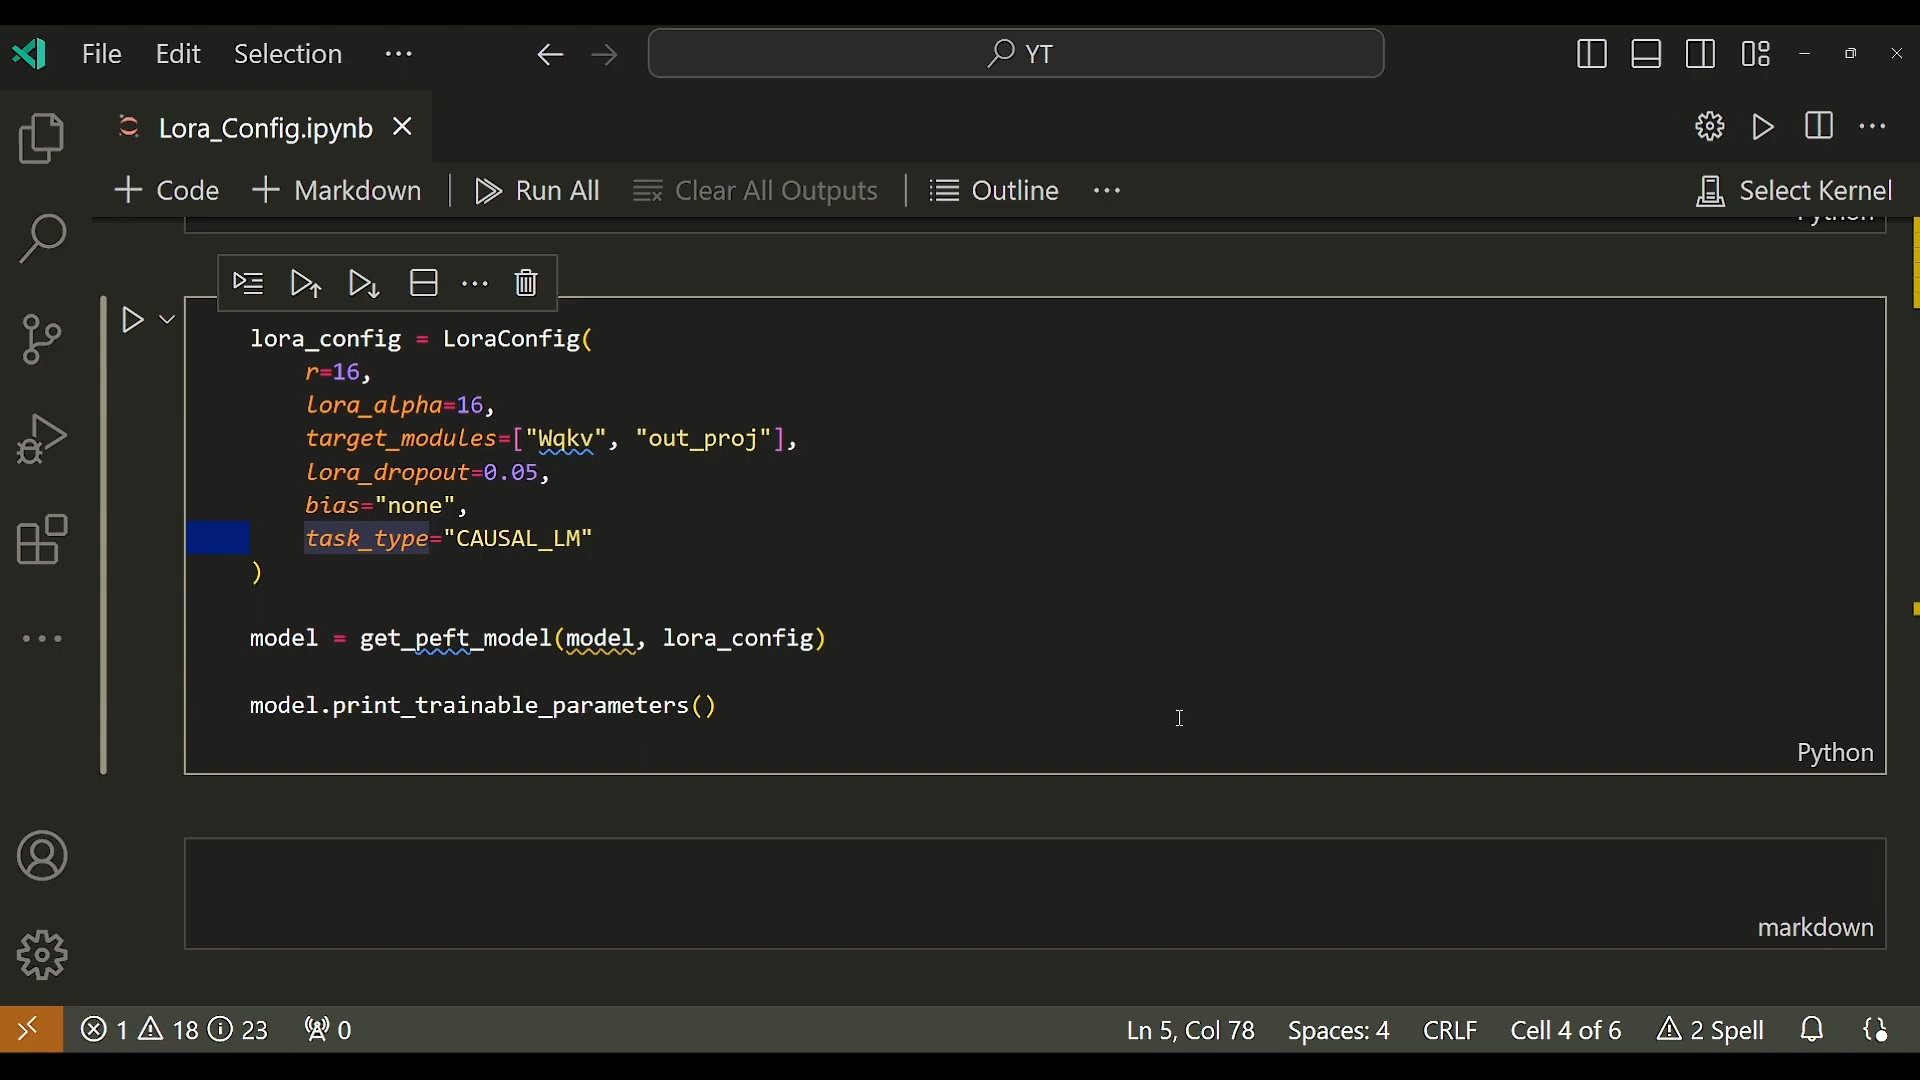 File Edit Selection ···
YT
Lora_Config.ipynb
+ Code + Markdown Run All Clear All Outputs Outline ··· Select Kernel
Python
lora_config = LoraConfig(
    r=16,
    lora_alpha=16,
    target_modules=["Wqkv", "out_proj"],
    lora_dropout=0.05,
    bias="none",
    task_type="CAUSAL_LM"
)
model = get_peft_model(model, lora_config)
model.print_trainable_parameters()
Python
markdown
1 18 23 0 Ln 5, Col 78 Spaces: 4 CRLF Cell 4 of 6 2 Spell